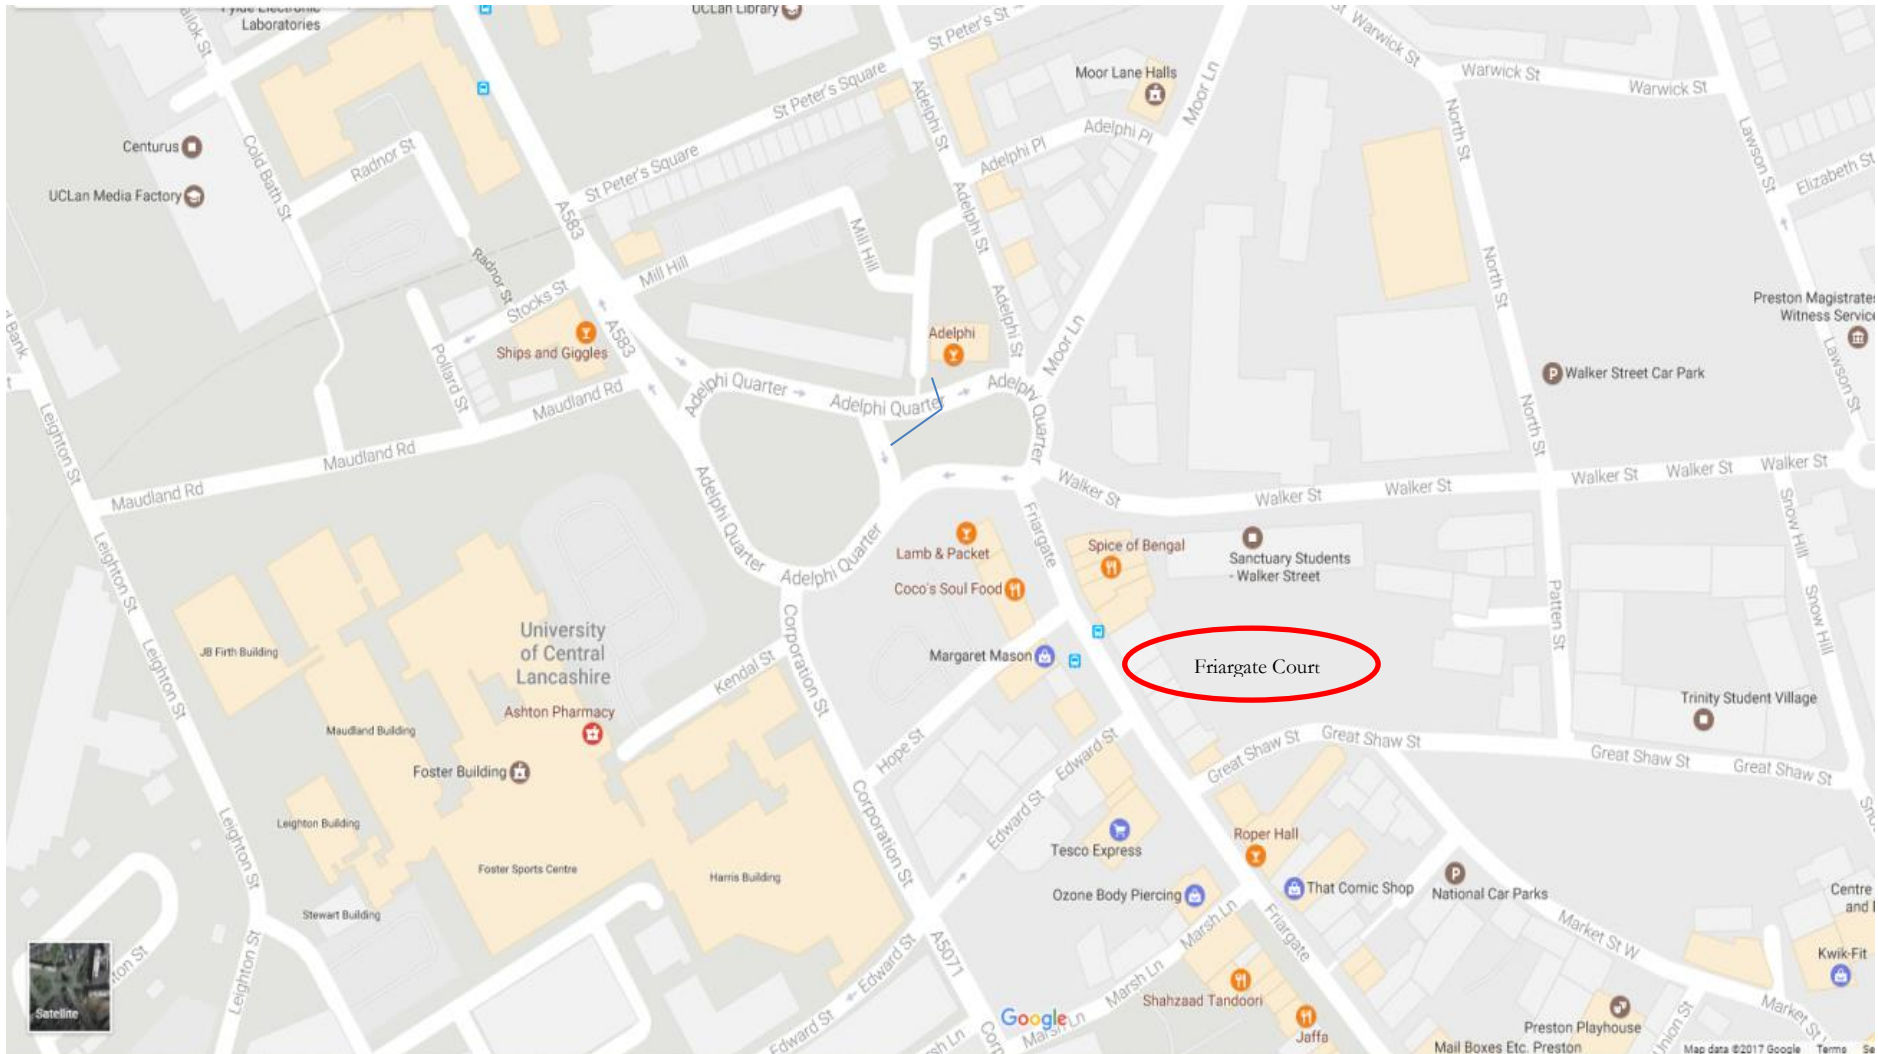 Fylde Electronic
Laboratories
UCLan Library
St Peter's St
Warwick St
Warwick St
Warwick St
Moor Lane Halls
Moor Ln
St Peter's Square
Adelphi St
Adelphi Pl
Adelphi Pl
North St
Lawson St
Elizabeth St
Centurus
Cold Bath St
Radnor St
UCLan Media Factory
St Peter's Square
A583
Adelphi St
Mill Hill
Mill Hill
Radnor St
Stocks St
North St
Preston Magistrates
Witness Service
Adelphi St
Moor Ln
Adelphi
Ships and Giggles
A583
Pollard St
Lawson St
Walker Street Car Park
Maudland Rd
Adelphi Quarter
Adelphi Quarter
Adelphi Quarter
Adelphi Quarter
North St
Leighton St
Maudland Rd
Maudland Rd
Adelphi Quarter
Walker St
Walker St
Walker St
Walker St
Walker St
Walker St
Snow Hill
Friargate
Lamb & Packet
Spice of Bengal
Sanctuary Students
- Walker Street
Coco's Soul Food
Adelphi Quarter
Adelphi Quarter
Leighton St
Patten St
Snow Hill
University
of Central
Lancashire
JB Firth Building
Corporation St
Kendal St
Margaret Mason
Friargate Court
Leighton St
Ashton Pharmacy
Maudland Building
Trinity Student Village
Hope St
Edward St
Great Shaw St
Great Shaw St
Great Shaw St
Great Shaw St
Foster Building
Leighton Building
Leighton St
Corporation St
Edward St
Tesco Express
Roper Hall
Foster Sports Centre
Harris Building
Ozone Body Piercing
That Comic Shop
National Car Parks
Centre
Stewart Building
Marsh Ln
Friargate
Market St W
A5071
Edward St
Leighton St
Kwik-Fit
Marsh Ln
Shahzaad Tandoori
Satellite
Google
Edward St
Marsh Ln
Jaffa
Preston Playhouse
Union St
Market St
Mail Boxes Etc. Preston
Map data ©2017 Google
Terms